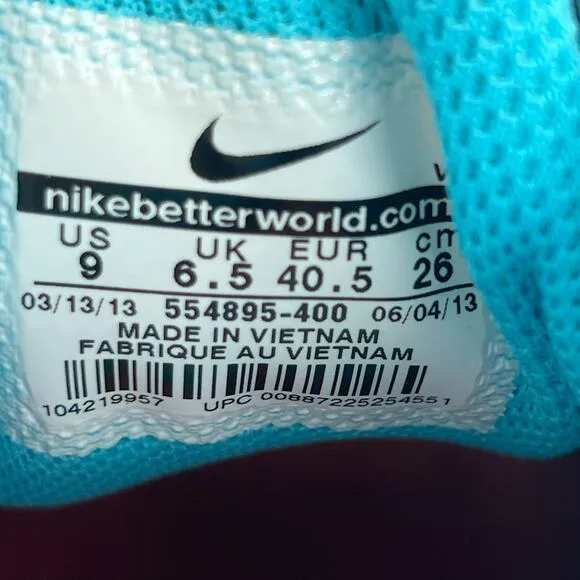 nikebetterworld.com
US UK EUR cm
9 6.5 40.5 26
03/13/13 554895-400 06/04/13
MADE IN VIETNAM
FABRIQUE AU VIETNAM
104219957 UPC 00887225254551